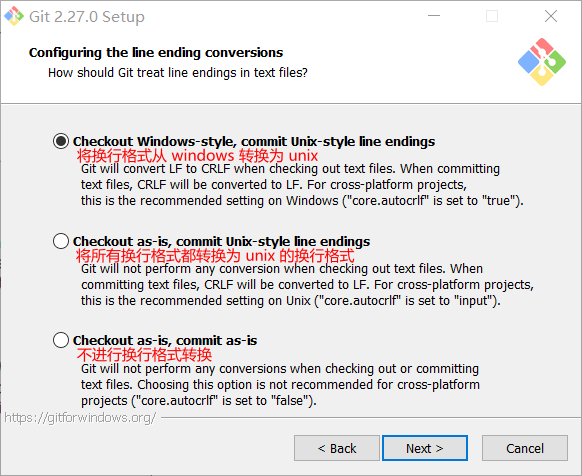 Git 2.27.0 Setup
Configuring the line ending conversions
How should Git treat line endings in text files?
Checkout Windows-style, commit Unix-style line endings
将换行格式从 windows 转换为 unix
Git will convert LF to CRLF when checking out text files. When committing
text files, CRLF will be converted to LF. For cross-platform projects,
this is the recommended setting on Windows ("core.autocrlf" is set to "true").
Checkout as-is, commit Unix-style line endings
将所有换行格式都转换为 unix 的换行格式
Git will not perform any conversion when checking out text files. When
committing text files, CRLF will be converted to LF. For cross-platform projects,
this is the recommended setting on Unix ("core.autocrlf" is set to "input").
Checkout as-is, commit as-is
不进行换行格式转换
Git will not perform any conversions when checking out or committing
text files. Choosing this option is not recommended for cross-platform
projects ("core.autocrlf" is set to "false").
https://gitforwindows.org/
< Back
Next >
Cancel